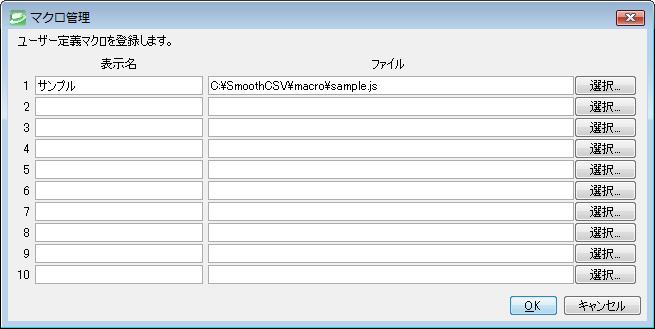 マクロ管理
ユーザー定義マクロを登録します。
表示名 ファイル
1 サンプル C:¥SmoothCSV¥macro¥sample.js 選択...
2 選択...
3 選択...
4 選択...
5 選択...
6 選択...
7 選択...
8 選択...
9 選択...
10 選択...
OK キャンセル